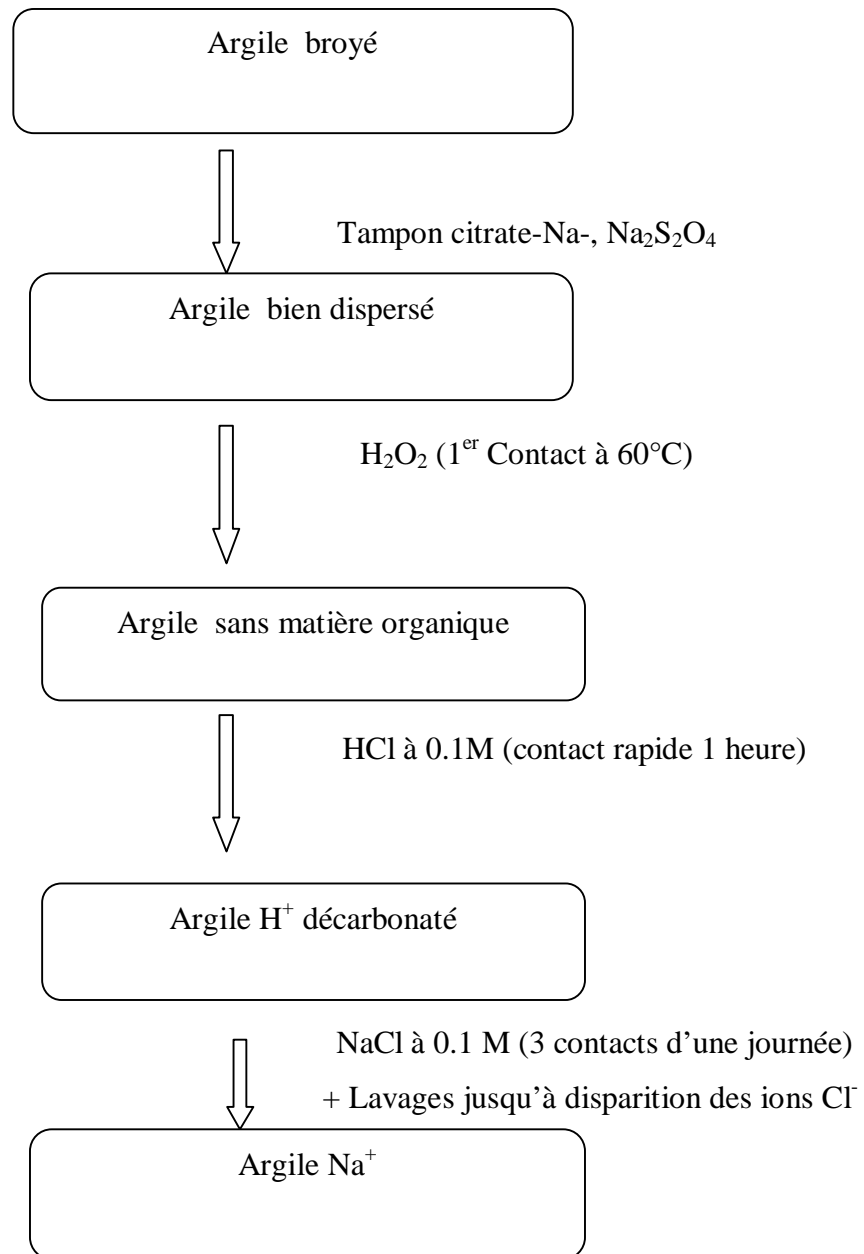 Argile broyé
Tampon citrate-Na-, Na₂S₂O₄
Argile bien dispersé
H₂O₂ (1ᵉʳ Contact à 60°C)
Argile sans matière organique
HCl à 0.1M (contact rapide 1 heure)
Argile H⁺ décarbonaté
NaCl à 0.1 M (3 contacts d’une journée)
+ Lavages jusqu’à disparition des ions Cl⁻
Argile Na⁺